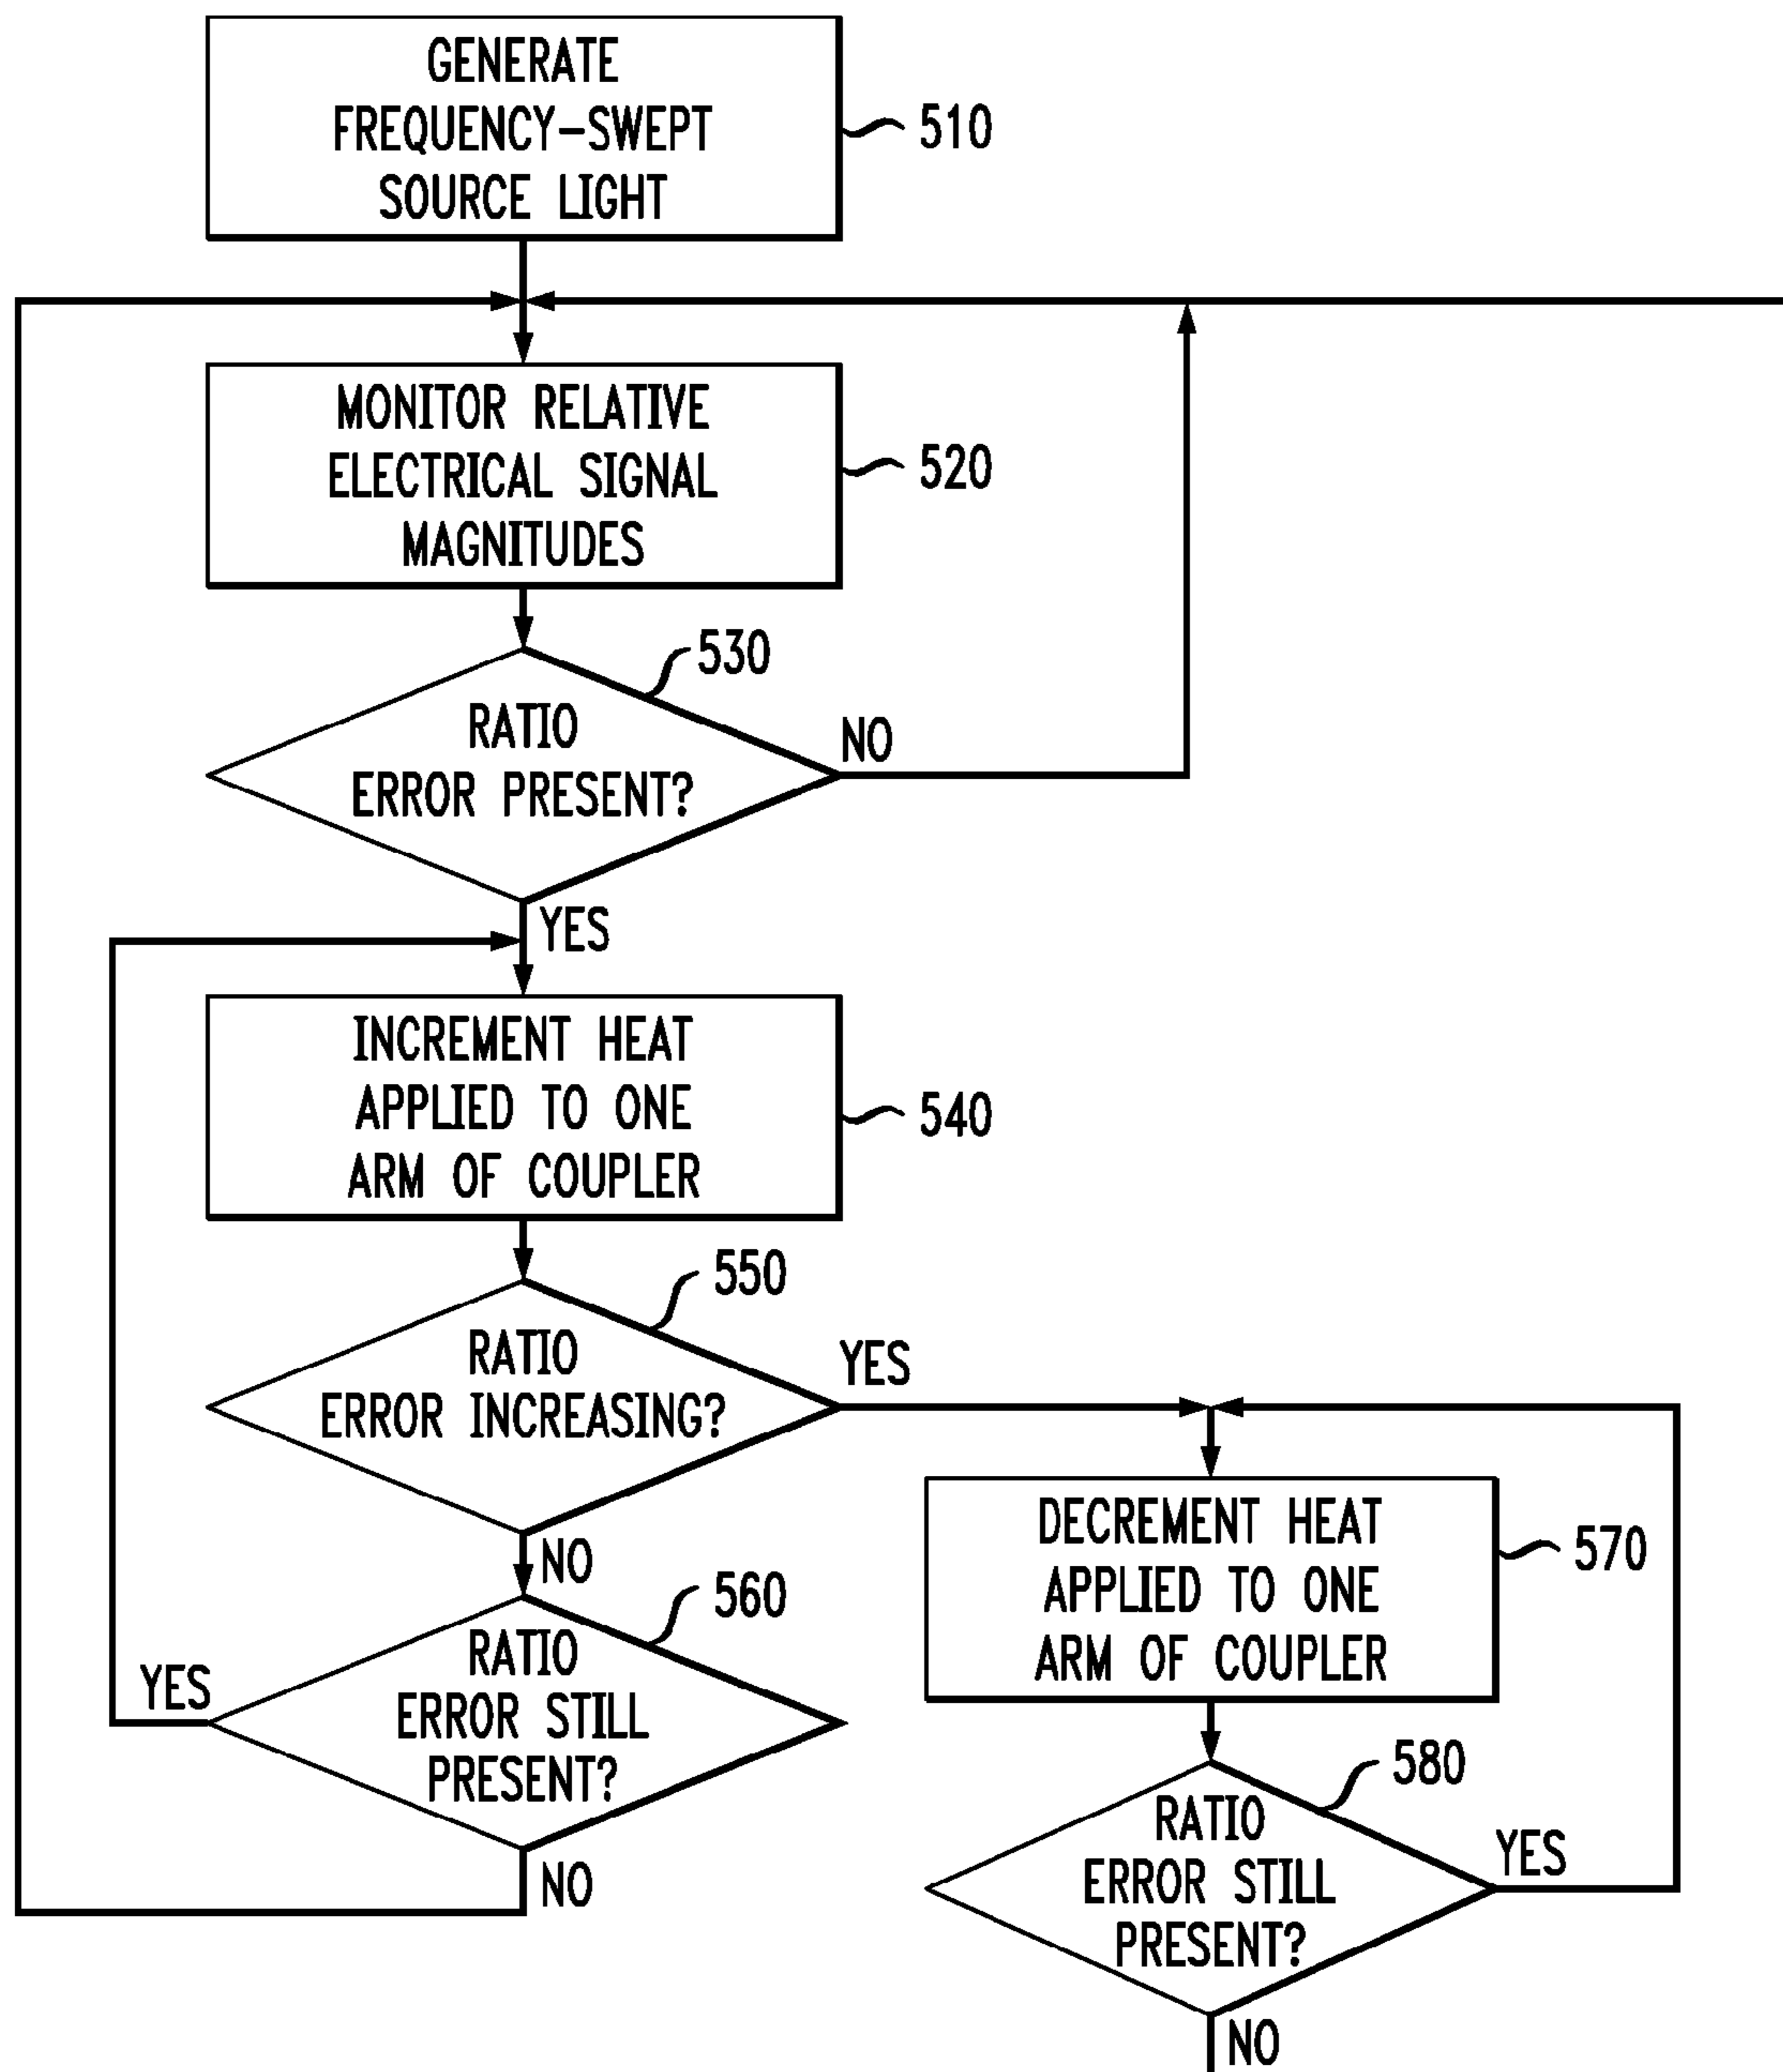 GENERATE
FREQUENCY-SWEPT
SOURCE LIGHT
510
MONITOR RELATIVE
ELECTRICAL SIGNAL
MAGNITUDES
520
530
RATIO
ERROR PRESENT?
NO
YES
INCREMENT HEAT
APPLIED TO ONE
ARM OF COUPLER
540
550
RATIO
ERROR INCREASING?
YES
NO
560
RATIO
ERROR STILL
PRESENT?
YES
NO
DECREMENT HEAT
APPLIED TO ONE
ARM OF COUPLER
570
580
RATIO
ERROR STILL
PRESENT?
YES
NO